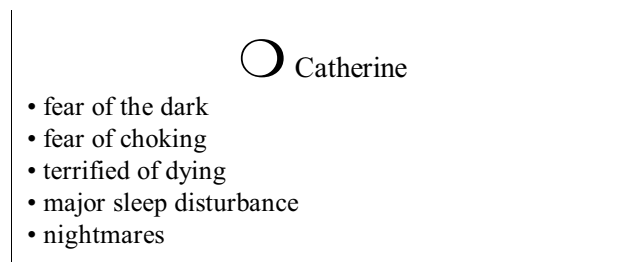 ❍ Catherine
• fear of the dark
• fear of choking
• terrified of dying
• major sleep disturbance
• nightmares